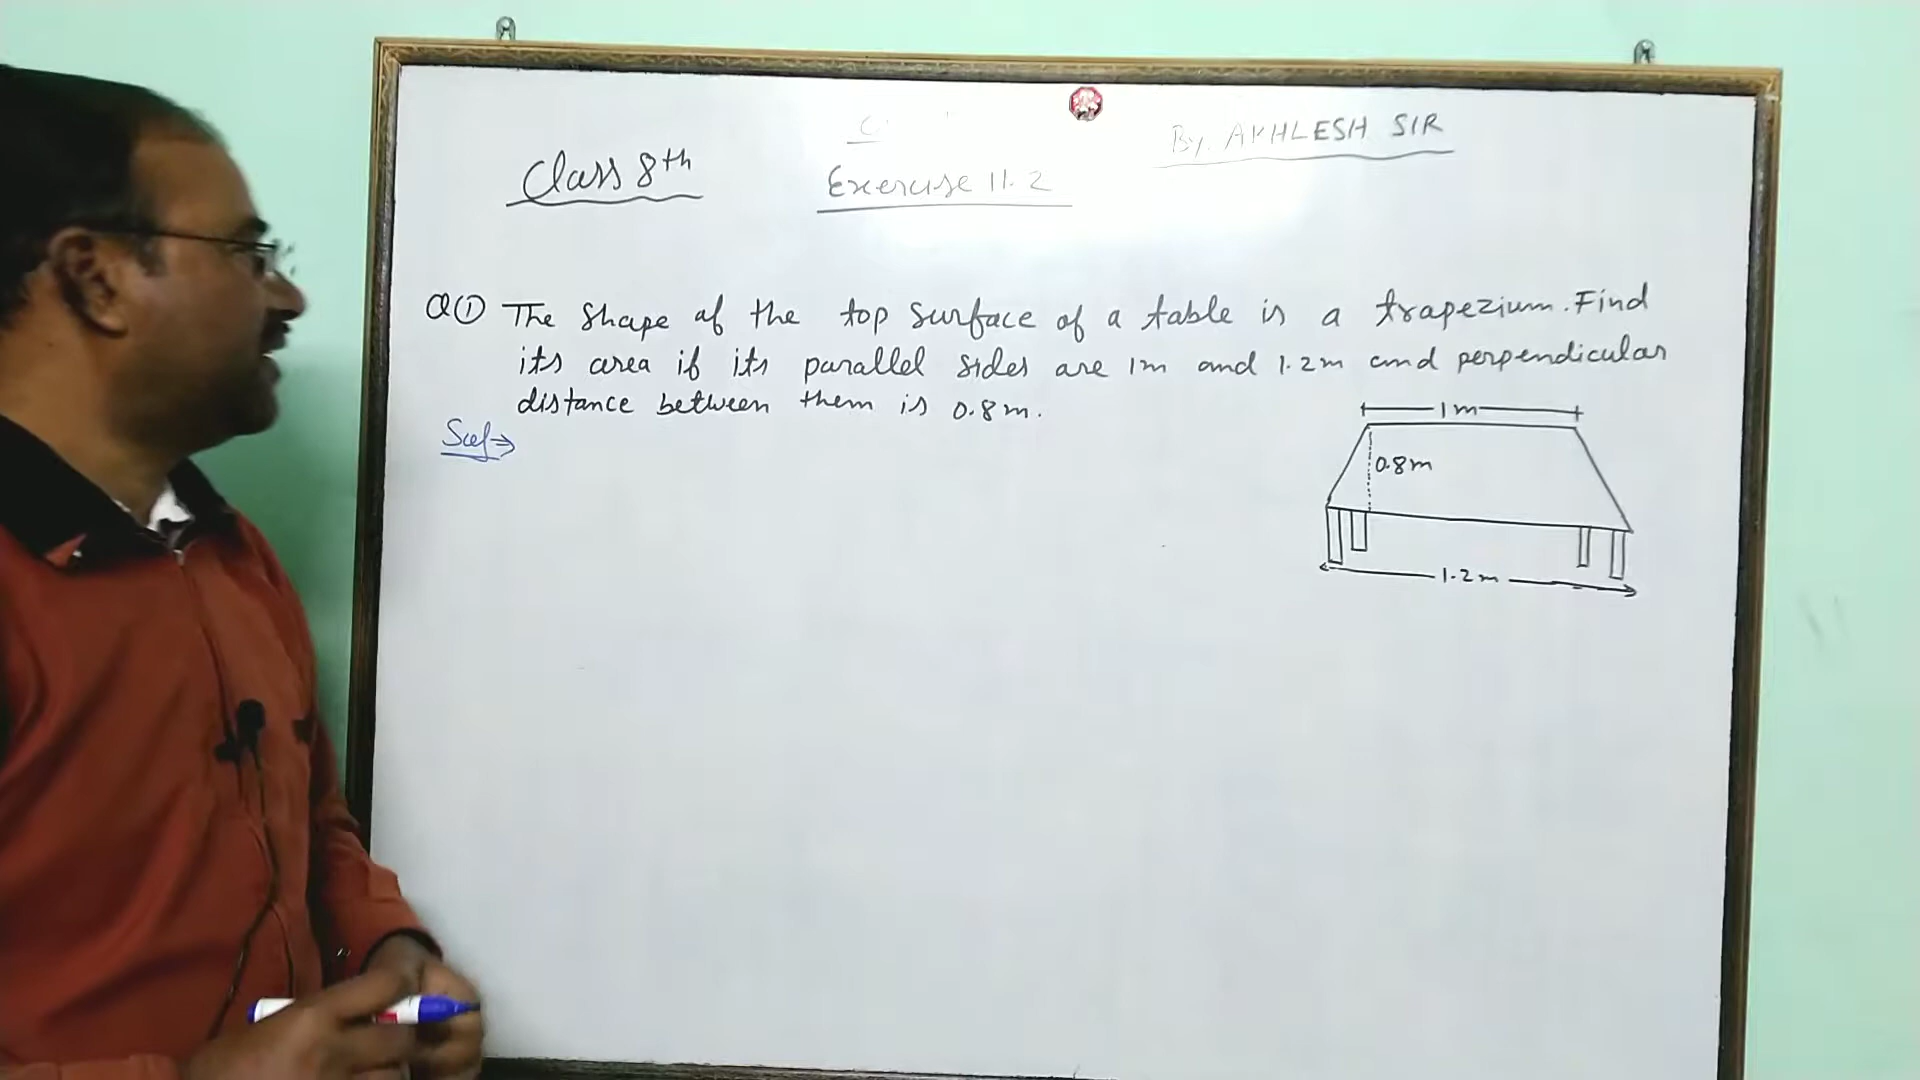 Class 8th
Exercise 11.2
By. AKHLESH SIR
Q① The shape of the top surface of a table is a trapezium. Find
its area if its parallel sides are 1m and 1.2m and perpendicular
distance between them is 0.8m.
Sol⇒
1m
0.8m
1.2m